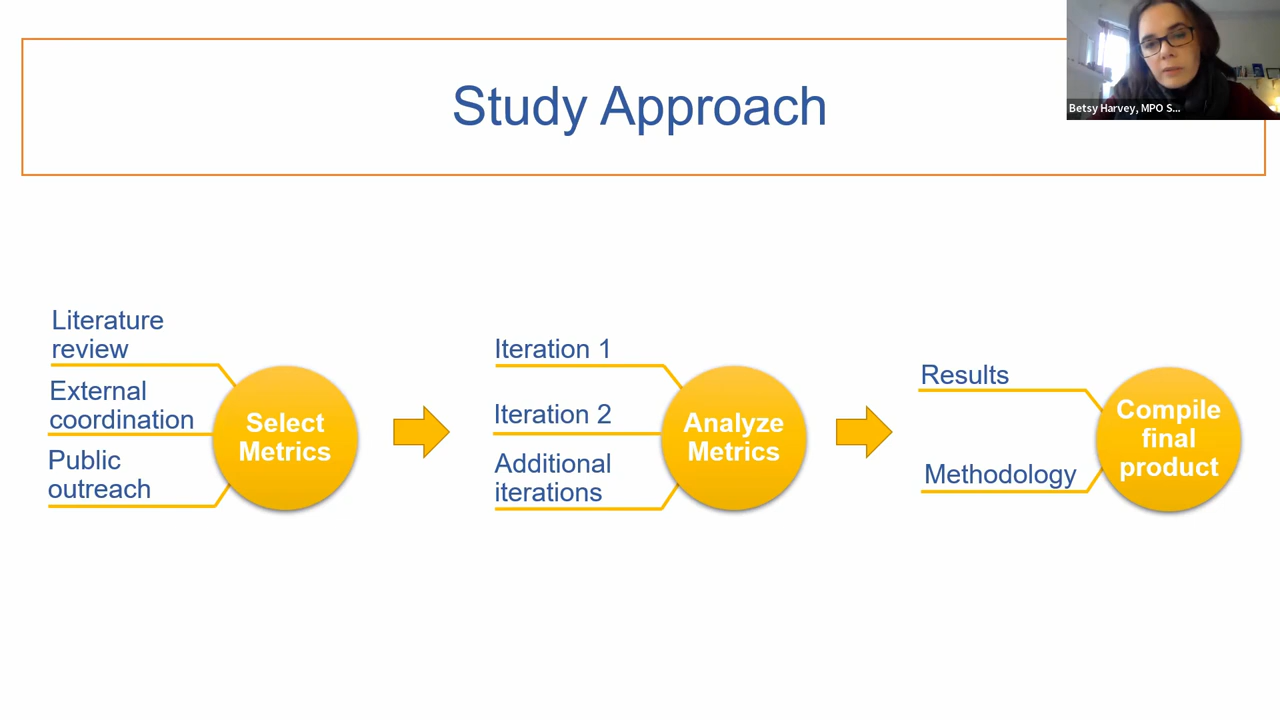 Study Approach
Betsy Harvey, MPO S...
Literature
review
External
coordination
Public
outreach
Select
Metrics
Iteration 1
Iteration 2
Additional
iterations
Analyze
Metrics
Results
Methodology
Compile
final
product